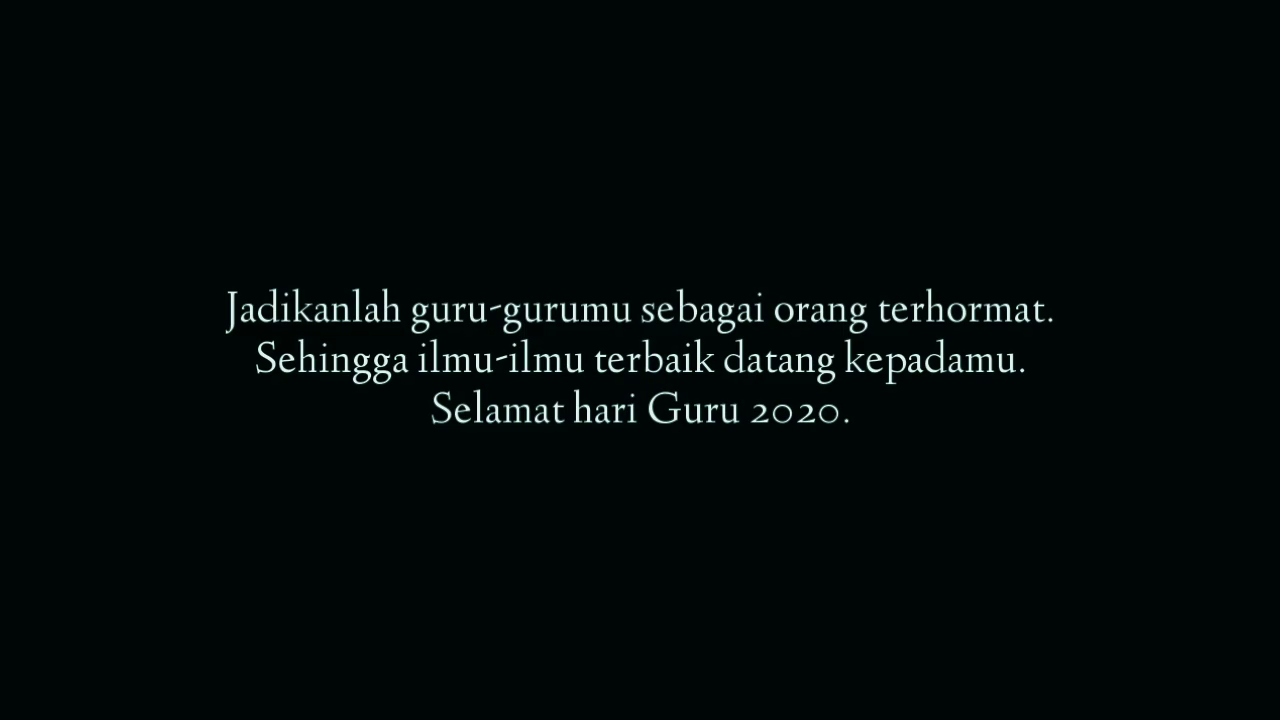 Jadikanlah guru-gurumu sebagai orang terhormat.
Sehingga ilmu-ilmu terbaik datang kepadamu.
Selamat hari Guru 2020.